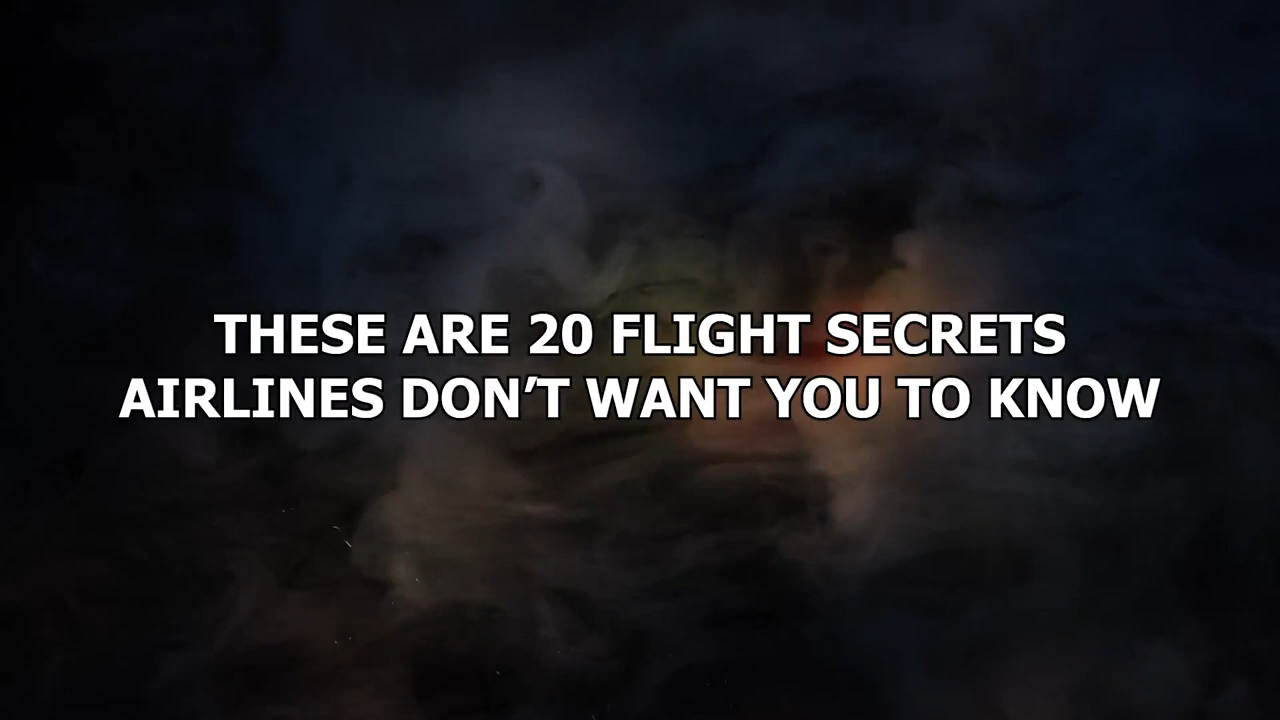 THESE ARE 20 FLIGHT SECRETS
AIRLINES DON’T WANT YOU TO KNOW